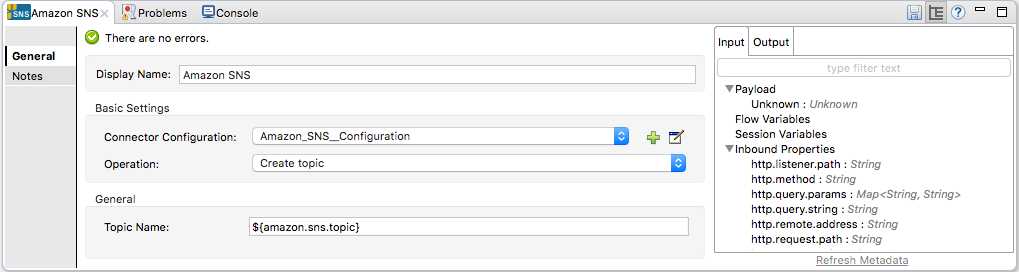 SNS Amazon SNS Problems Console
There are no errors.
General
Notes
Display Name: Amazon SNS
Basic Settings
Connector Configuration: Amazon_SNS__Configuration
Operation: Create topic
General
Topic Name: ${amazon.sns.topic}
Input Output
type filter text
Payload
Unknown : Unknown
Flow Variables
Session Variables
Inbound Properties
http.listener.path : String
http.method : String
http.query.params : Map<String, String>
http.query.string : String
http.remote.address : String
http.request.path : String
Refresh Metadata